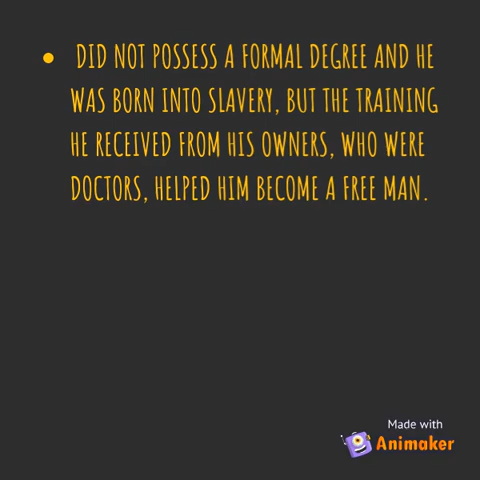 • DID NOT POSSESS A FORMAL DEGREE AND HE
WAS BORN INTO SLAVERY, BUT THE TRAINING
HE RECEIVED FROM HIS OWNERS, WHO WERE
DOCTORS, HELPED HIM BECOME A FREE MAN.
Made with
Animaker